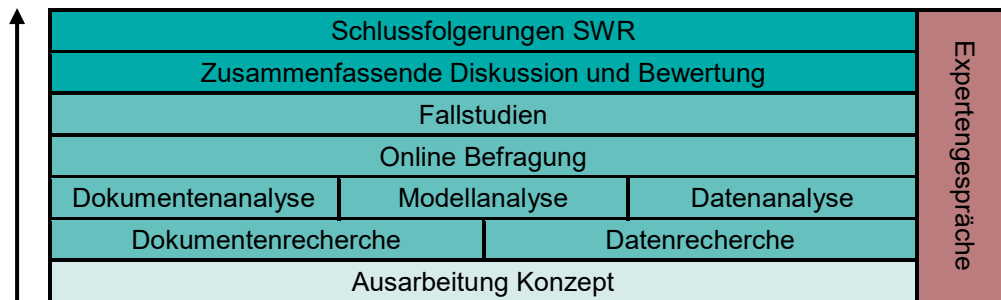 Schlussfolgerungen SWR
Zusammenfassende Diskussion und Bewertung
Fallstudien
Online Befragung
Dokumentenanalyse Modellanalyse Datenanalyse
Dokumentenrecherche Datenrecherche
Ausarbeitung Konzept
Expertengespräche